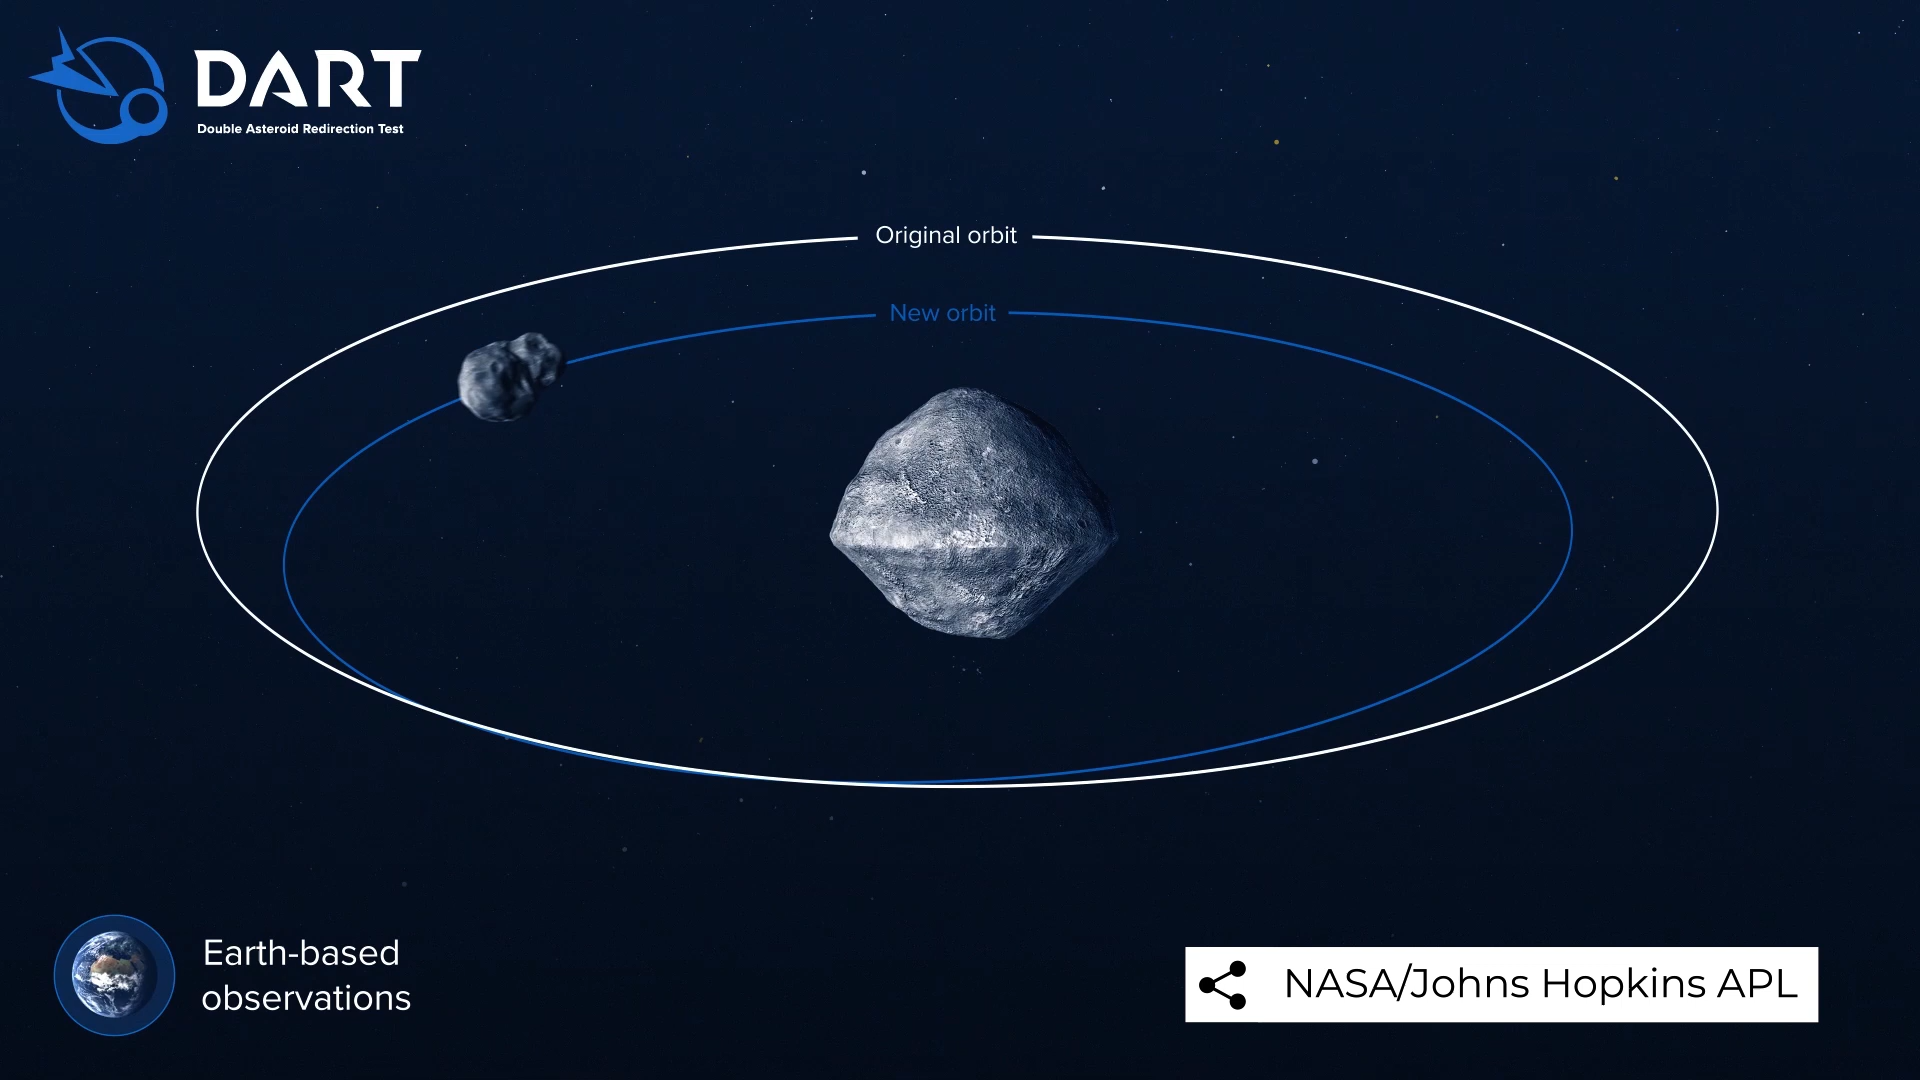 DART
Double Asteroid Redirection Test
Original orbit
New orbit
Earth-based
observations
NASA/Johns Hopkins APL